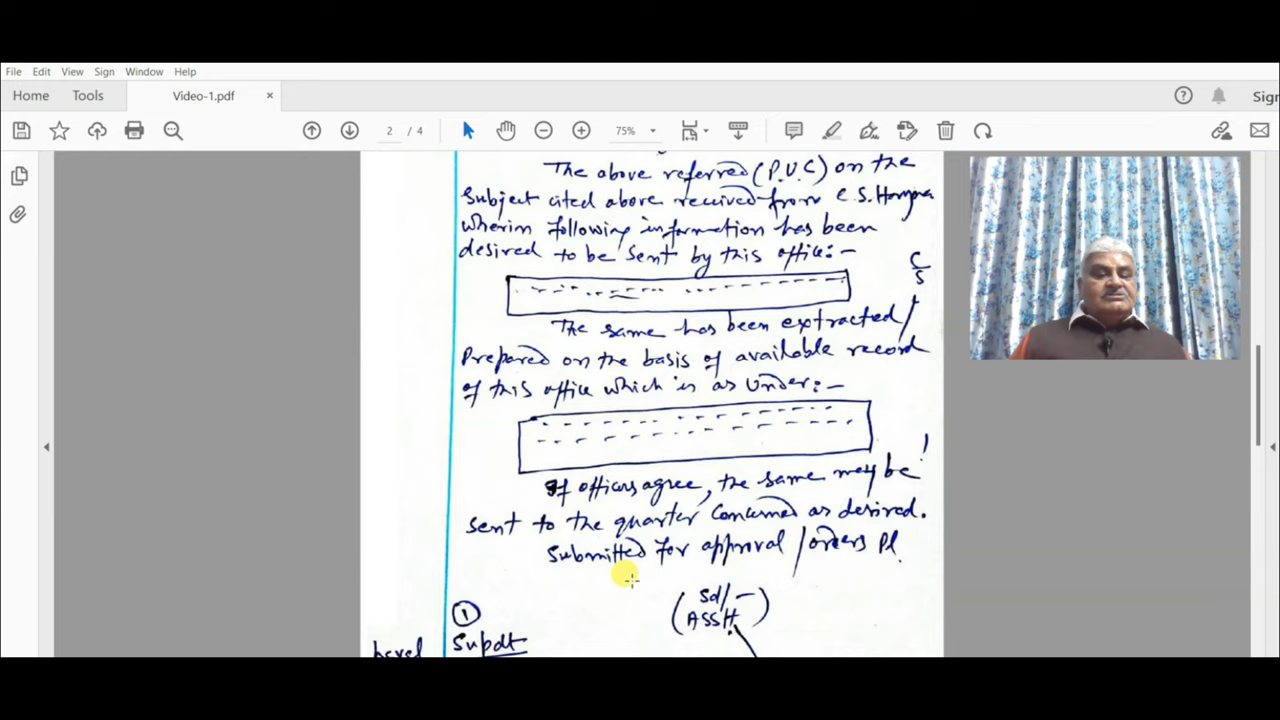 File Edit View Sign Window Help
Home Tools Video-1.pdf × Sign
2 / 4 75%
The above referred (P.U.C) on the
Subject cited above received from C.S. Haryana
wherein following information has been
desired to be sent by this office:-
C/S
The same has been extracted/
Prepared on the basis of available record
of this office which is as under:-
If officers agree, the same may be
sent to the quarter concerned as desired.
Submitted for approval/orders Pl.
(Sd/-
ASSH.)
①
Supdt